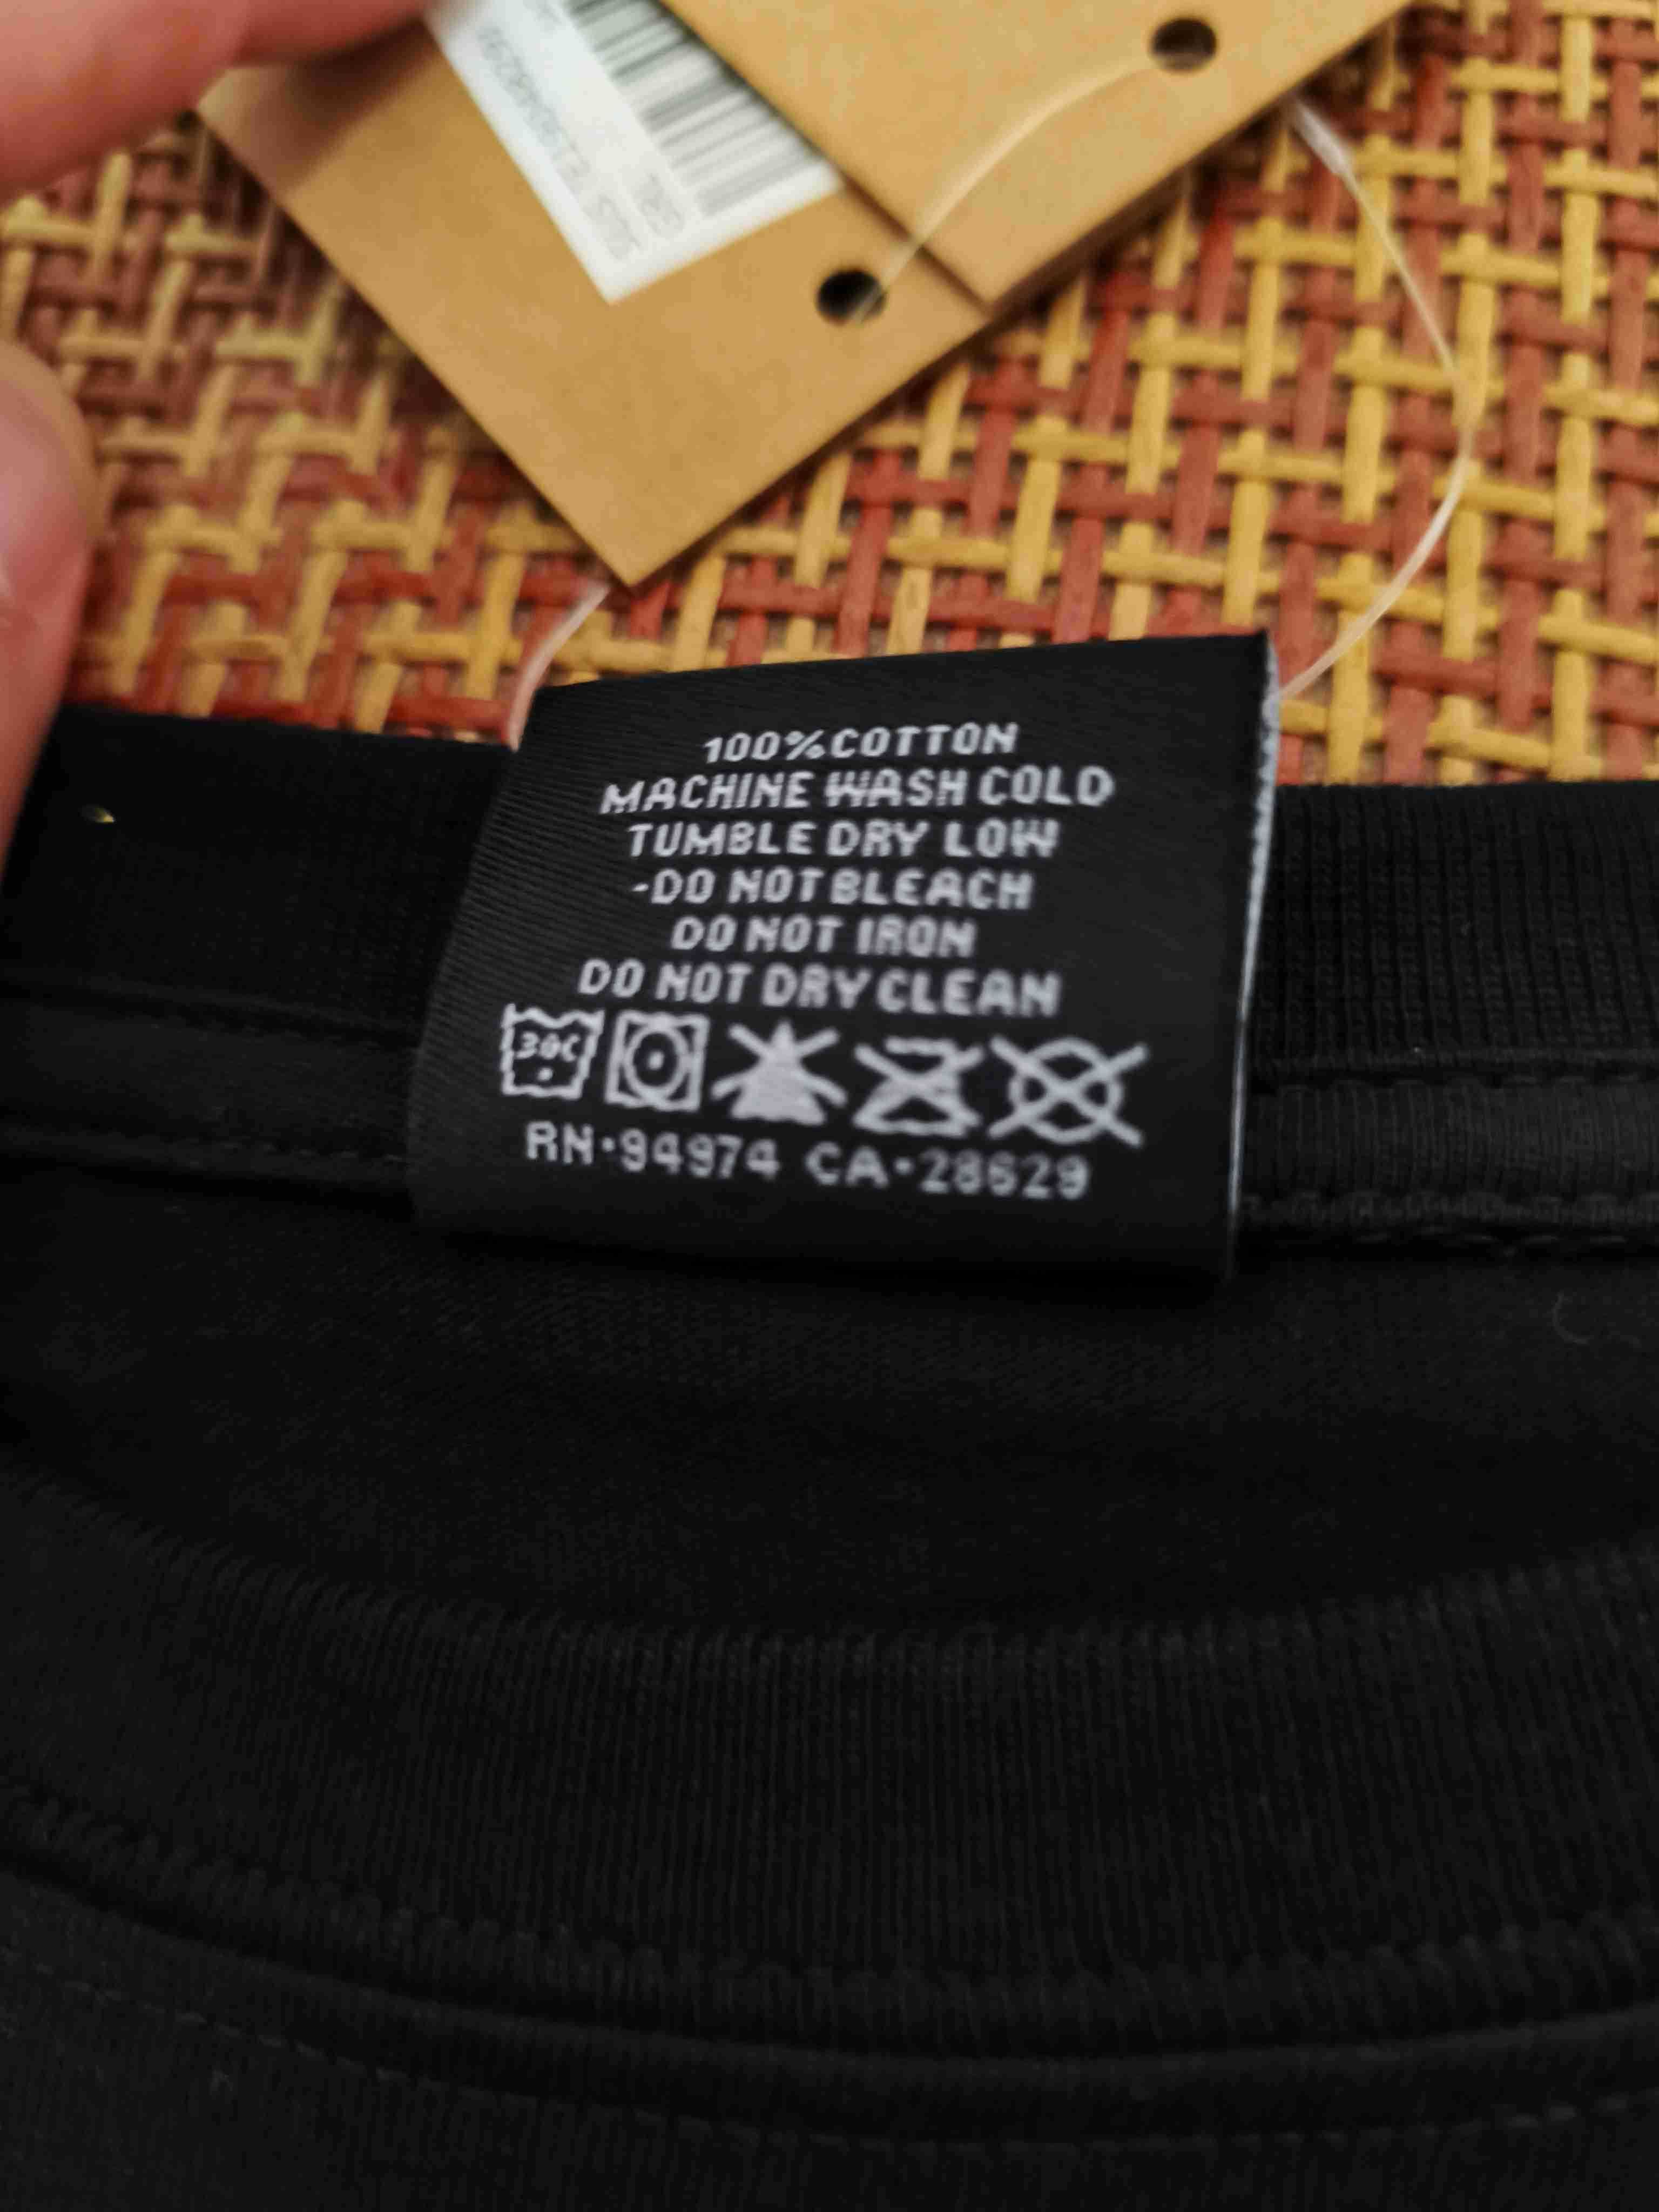 100%COTTON
MACHINE WASH COLD
TUMBLE DRY LOW
-DO NOT BLEACH
DO NOT IRON
DO NOT DRY CLEAN
30C
RN·94974 CA·28629